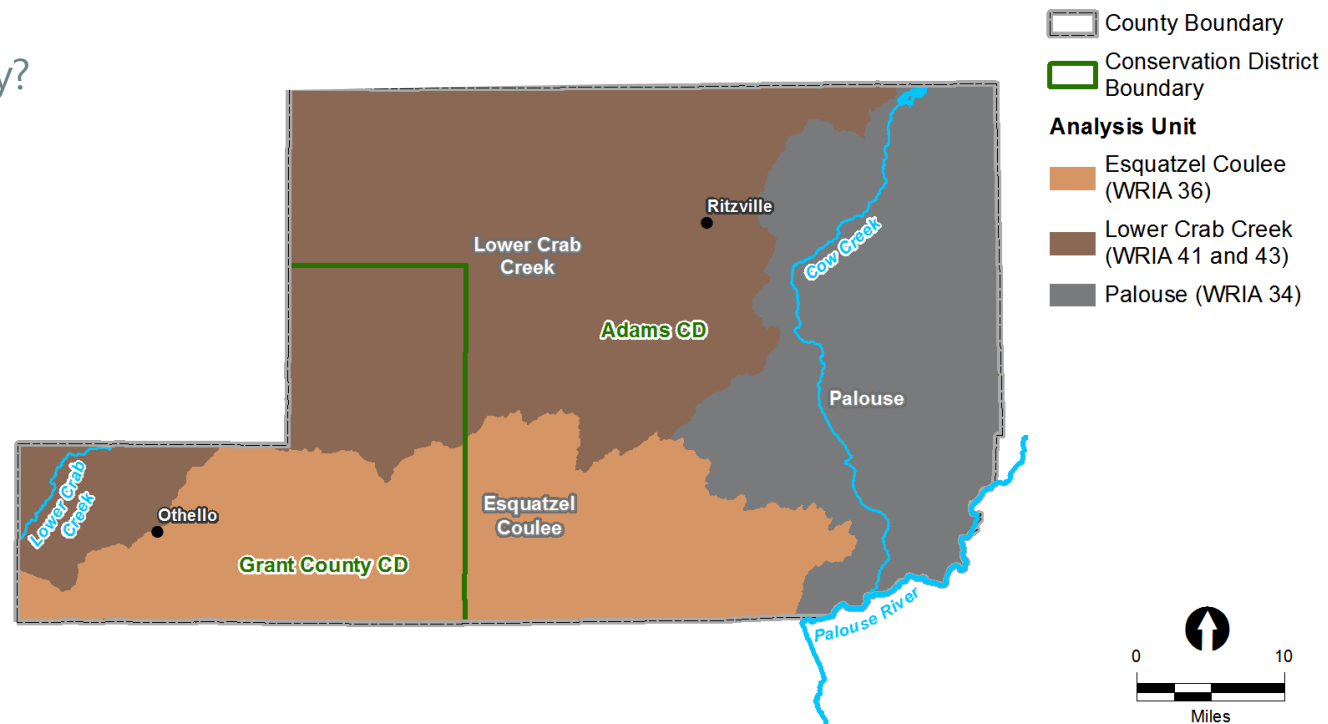 y?
County Boundary
Conservation District
Boundary
Analysis Unit
Esquatzel Coulee
(WRIA 36)
Lower Crab Creek
(WRIA 41 and 43)
Palouse (WRIA 34)
Ritzville
Lower Crab
Creek
Cow Creek
Adams CD
Palouse
Lower Crab
Creek
Othello
Esquatzel
Coulee
Grant County CD
Palouse River
0 10
Miles